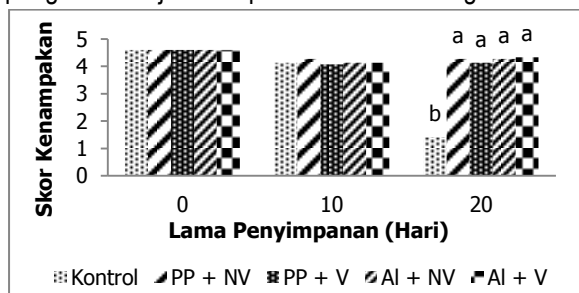 Skor Kenampakan
5
4
3
2
1
0
b a a a a
0 10 20
Lama Penyimpanan (Hari)
Kontrol PP + NV PP + V Al + NV Al + V